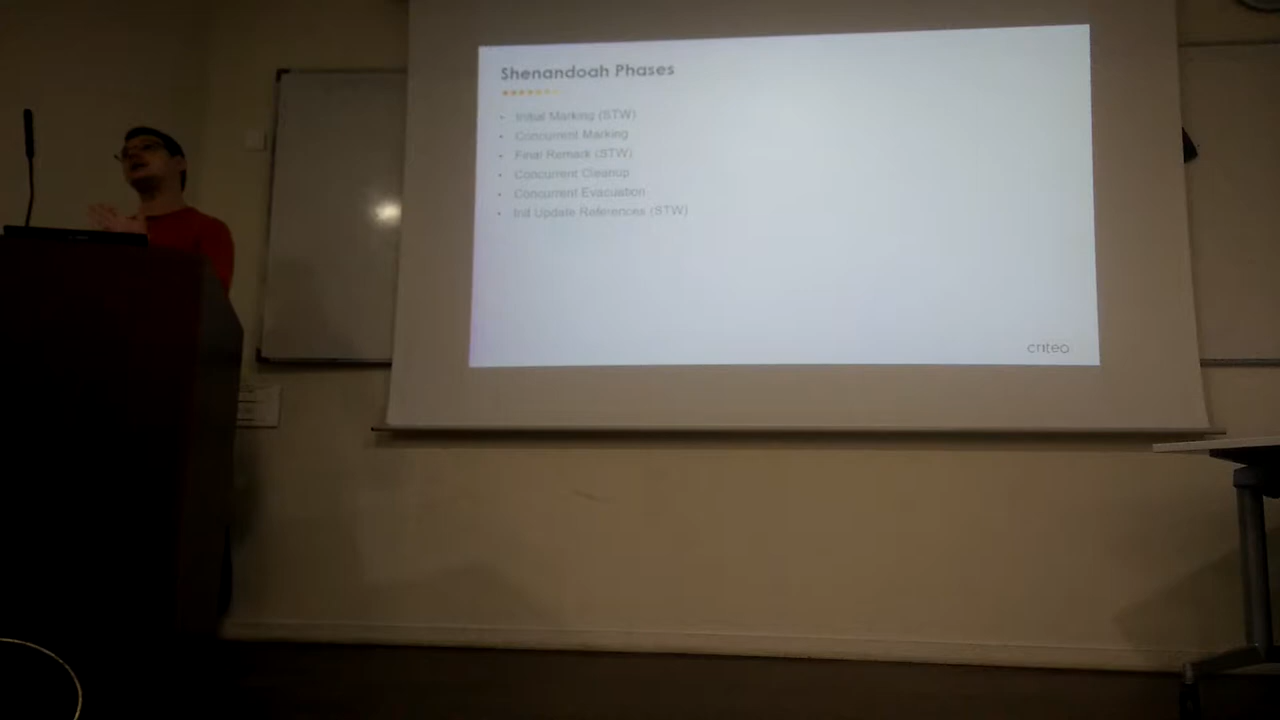 Shenandoah Phases
• Initial Marking (STW)
• Concurrent Marking
• Final Remark (STW)
• Concurrent Cleanup
• Concurrent Evacuation
• Init Update References (STW)
criteo